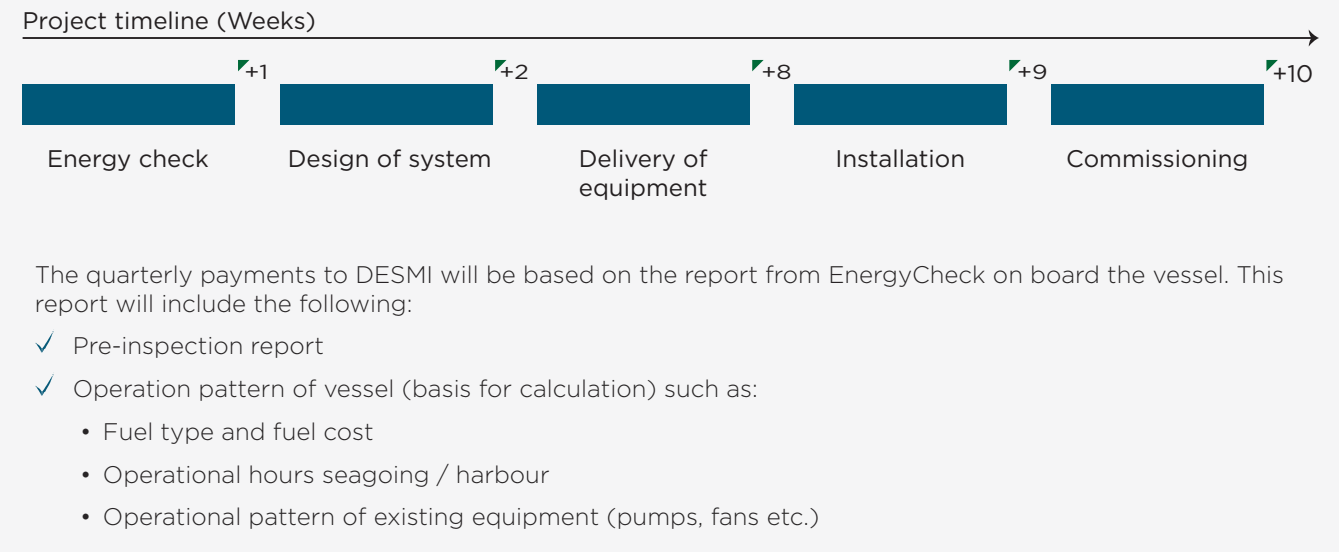 Project timeline (Weeks)
+1 +2 +8 +9 +10
Energy check Design of system Delivery of Installation Commissioning
equipment
The quarterly payments to DESMI will be based on the report from EnergyCheck on board the vessel. This
report will include the following:
Pre-inspection report
Operation pattern of vessel (basis for calculation) such as:
• Fuel type and fuel cost
• Operational hours seagoing / harbour
• Operational pattern of existing equipment (pumps, fans etc.)